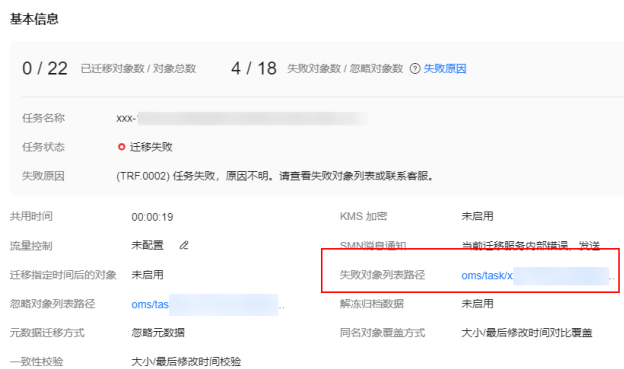 基本信息
0 / 22 已迁移对象数 / 对象总数 4 / 18 失败对象数 / 忽略对象数 ? 失败原因
任务名称 xxx-
任务状态 迁移失败
失败原因 (TRF.0002) 任务失败，原因不明。请查看失败对象列表或联系客服。
共用时间 00:00:19 KMS 加密 未启用
流量控制 未配置 SMN消息通知 当前迁移服务内部错误，发送
迁移指定时间后的对象 未启用 失败对象列表路径 oms/task/x ..
忽略对象列表路径 oms/tas .. 解冻归档数据 未启用
元数据迁移方式 忽略元数据 同名对象覆盖方式 大小/最后修改时间对比覆盖
一致性校验 大小/最后修改时间校验